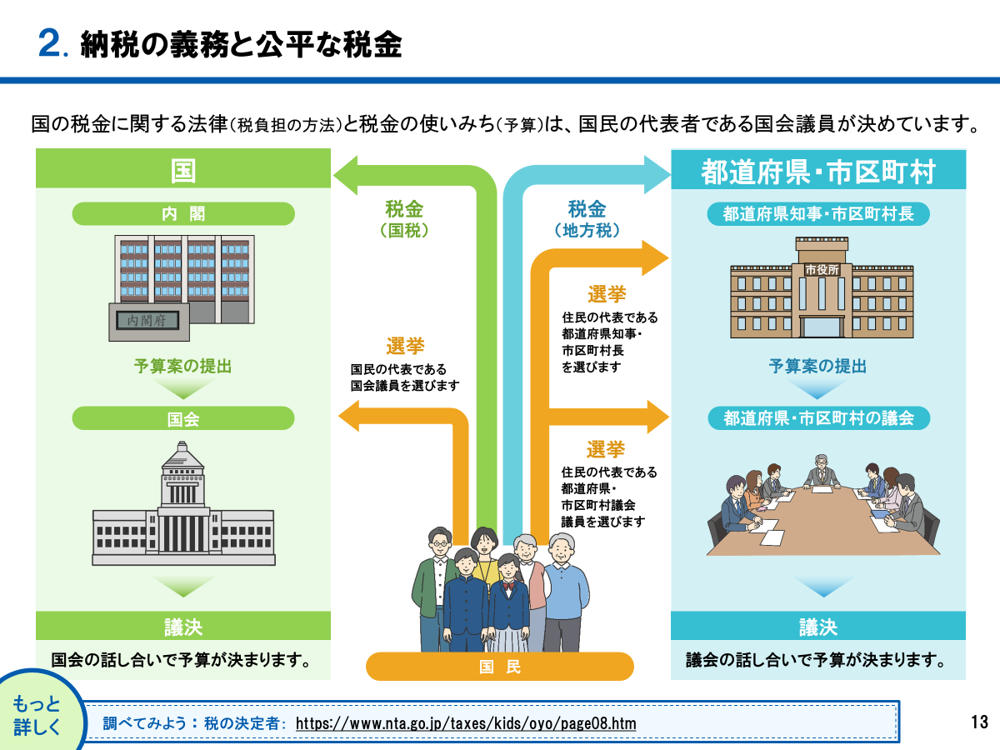 2. 納税の義務と公平な税金
国の税金に関する法律(税負担の方法)と税金の使いみち(予算)は、国民の代表者である国会議員が決めています。
国
内 閣
内閣府
予算案の提出
国会
議決
国会の話し合いで予算が決まります。
税金
(国税)
選挙
国民の代表である
国会議員を選びます
税金
(地方税)
選挙
住民の代表である
都道府県知事・
市区町村長
を選びます
選挙
住民の代表である
都道府県・
市区町村議会
議員を選びます
国 民
都道府県・市区町村
都道府県知事・市区町村長
市役所
予算案の提出
都道府県・市区町村の議会
議決
議会の話し合いで予算が決まります。
もっと
詳しく
調べてみよう:税の決定者: https://www.nta.go.jp/taxes/kids/oyo/page08.htm
13